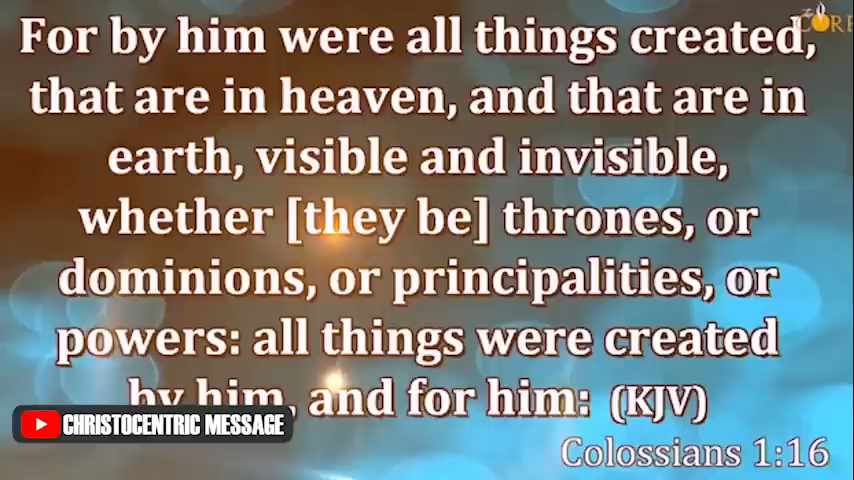 For by him were all things created,
that are in heaven, and that are in
earth, visible and invisible,
whether [they be] thrones, or
dominions, or principalities, or
powers: all things were created
by him, and for him: (KJV)
CHRISTOCENTRIC MESSAGE
Colossians 1:16